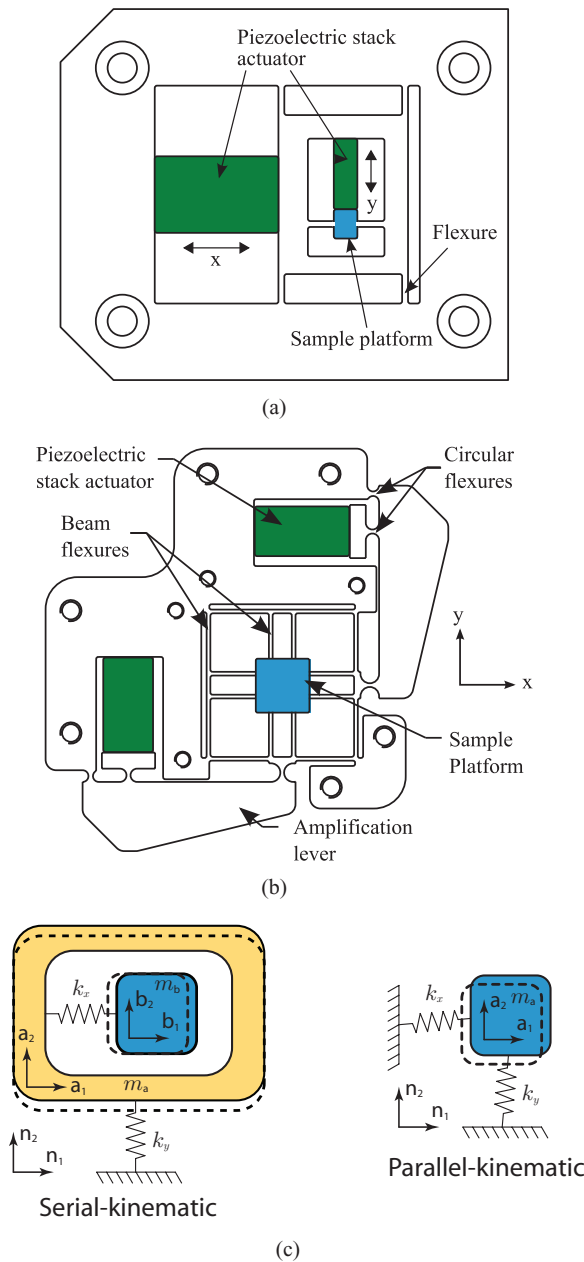 Piezoelectric stack
actuator
x
y
Flexure
Sample platform
(a)
Piezoelectric
stack actuator
Circular
flexures
Beam
flexures
y
x
Sample
Platform
Amplification
lever
(b)
k_x
m_b
b_2
b_1
a_2
a_1
m_a
n_2
n_1
k_y
Serial-kinematic
k_x
a_2
m_a
a_1
n_2
n_1
k_y
Parallel-kinematic
(c)